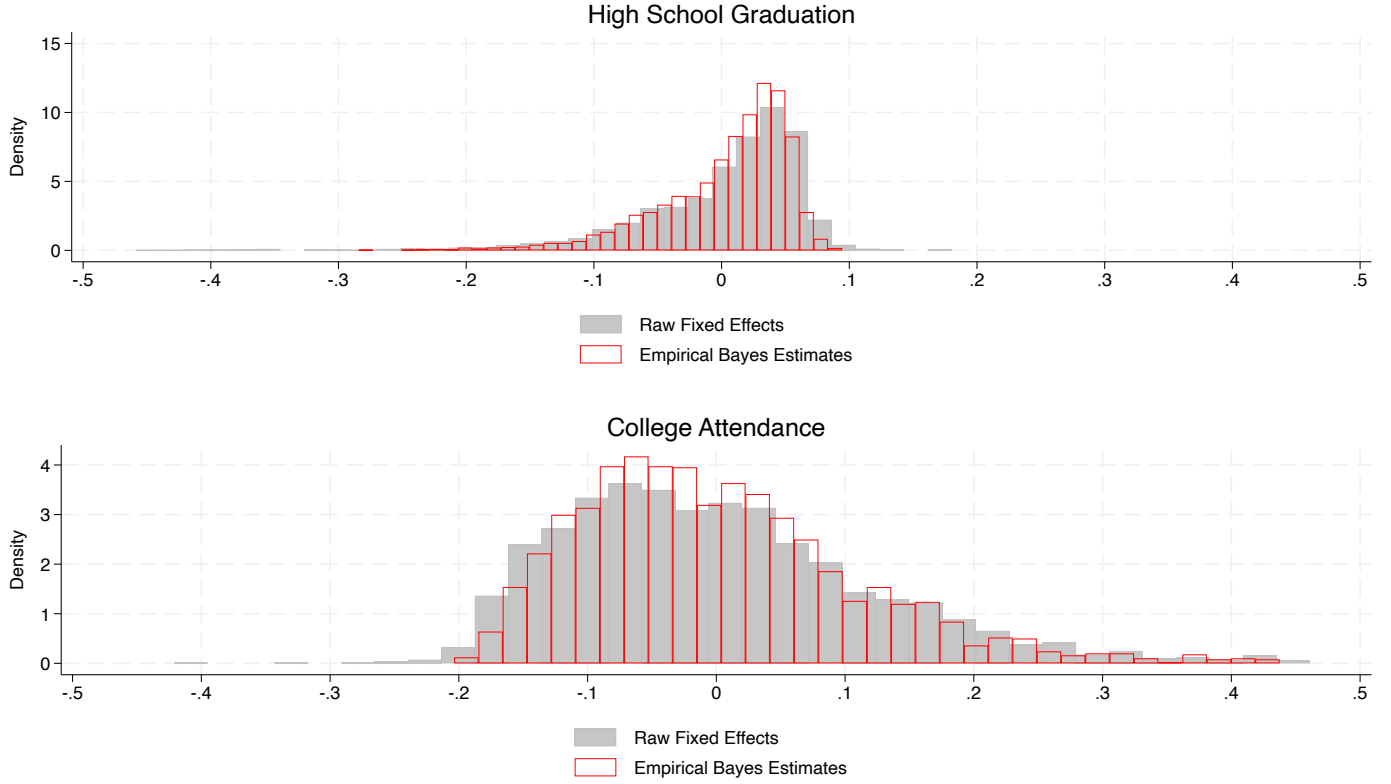 High School Graduation
15
10
5
0
Density
-.5 -.4 -.3 -.2 -.1 0 .1 .2 .3 .4 .5
Raw Fixed Effects
Empirical Bayes Estimates
College Attendance
4
3
2
1
0
Density
-.5 -.4 -.3 -.2 -.1 0 .1 .2 .3 .4 .5
Raw Fixed Effects
Empirical Bayes Estimates